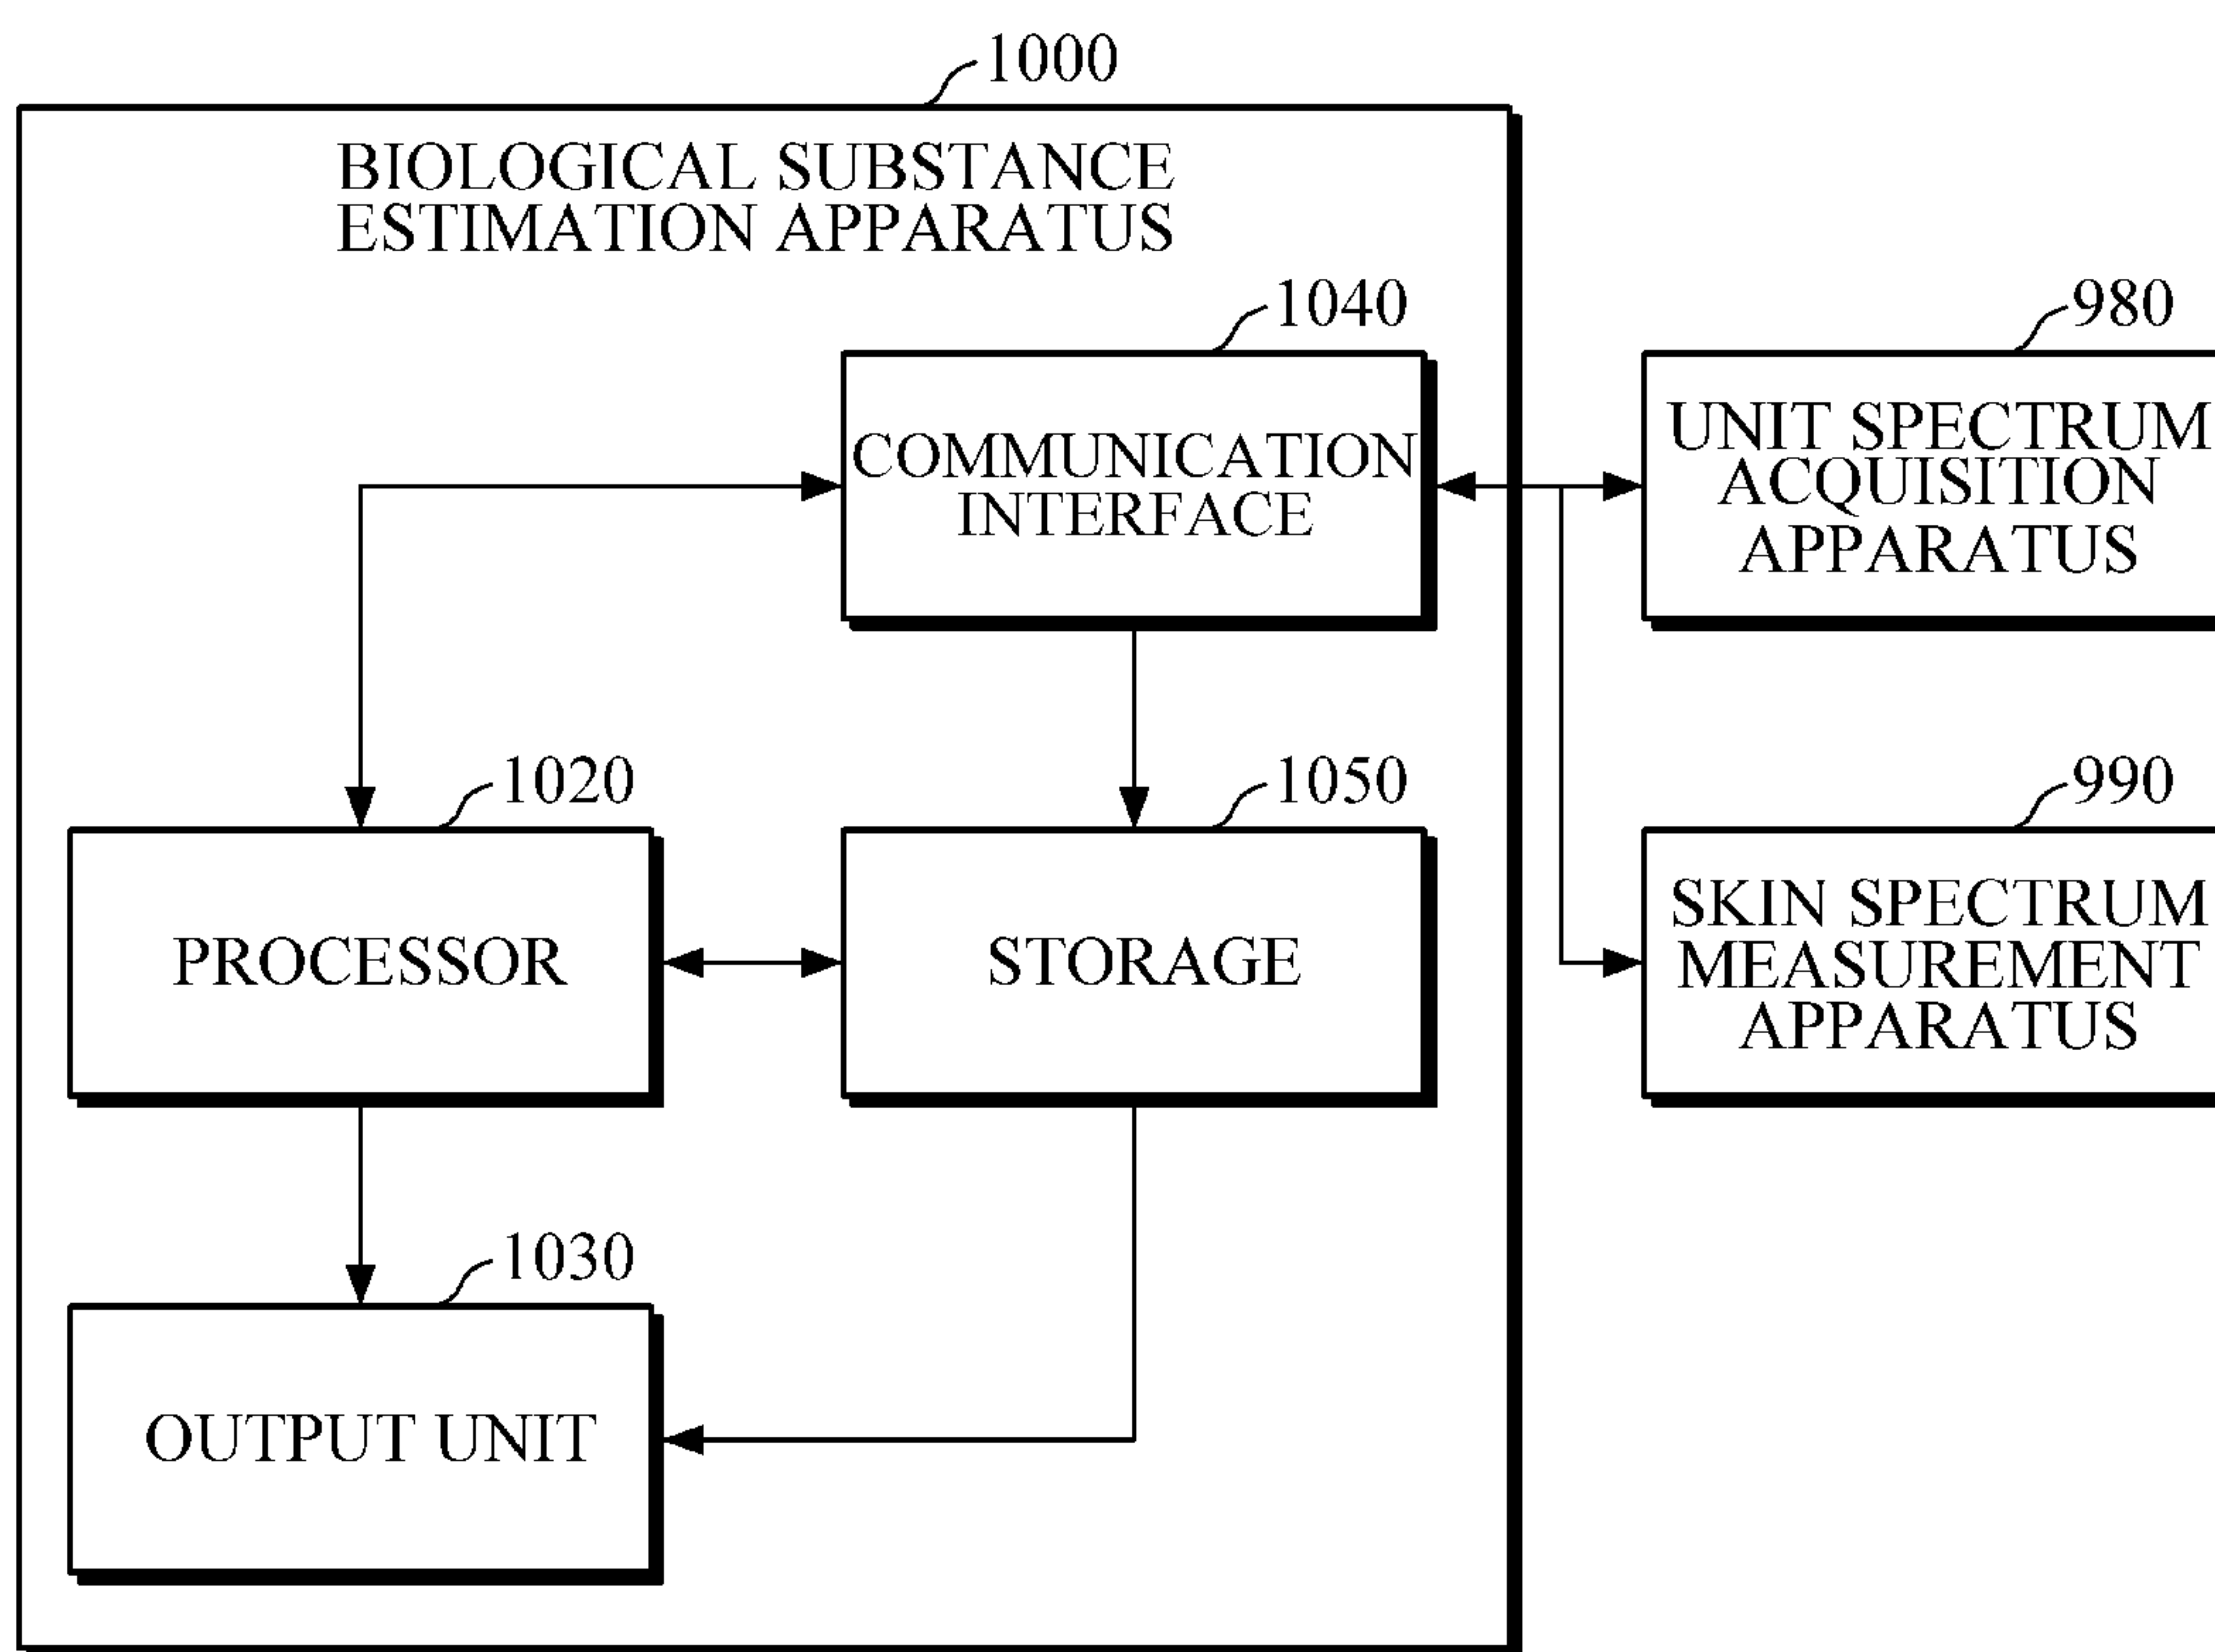 1000
BIOLOGICAL SUBSTANCE
ESTIMATION APPARATUS
1040
COMMUNICATION
INTERFACE
980
UNIT SPECTRUM
ACQUISITION
APPARATUS
1020
PROCESSOR
1050
STORAGE
990
SKIN SPECTRUM
MEASUREMENT
APPARATUS
1030
OUTPUT UNIT